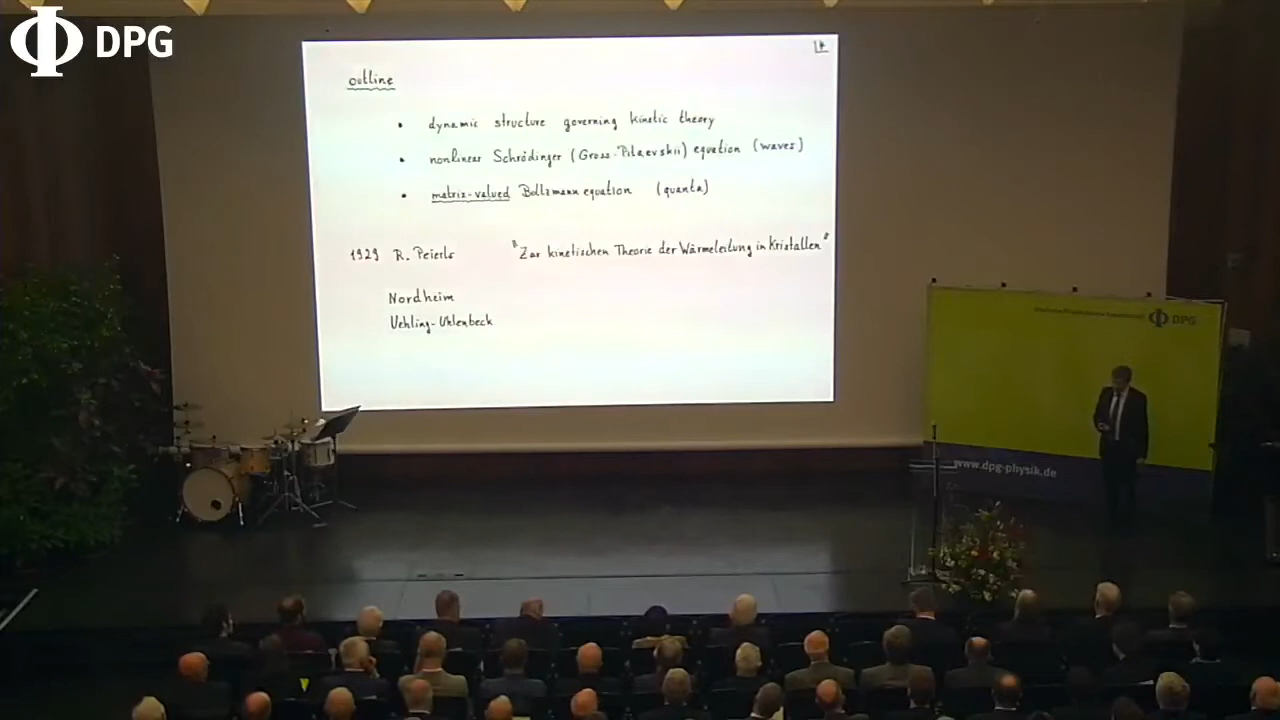 DPG
4
outline
• dynamic structure governing kinetic theory
• nonlinear Schrödinger (Gross-Pitaevskii) equation (waves)
• matrix-valued Boltzmann equation (quanta)
1929 R. Peierls "Zur kinetischen Theorie der Wärmeleitung in Kristallen"
Nordheim
Uehling-Uhlenbeck
DPG
www.dpg-physik.de